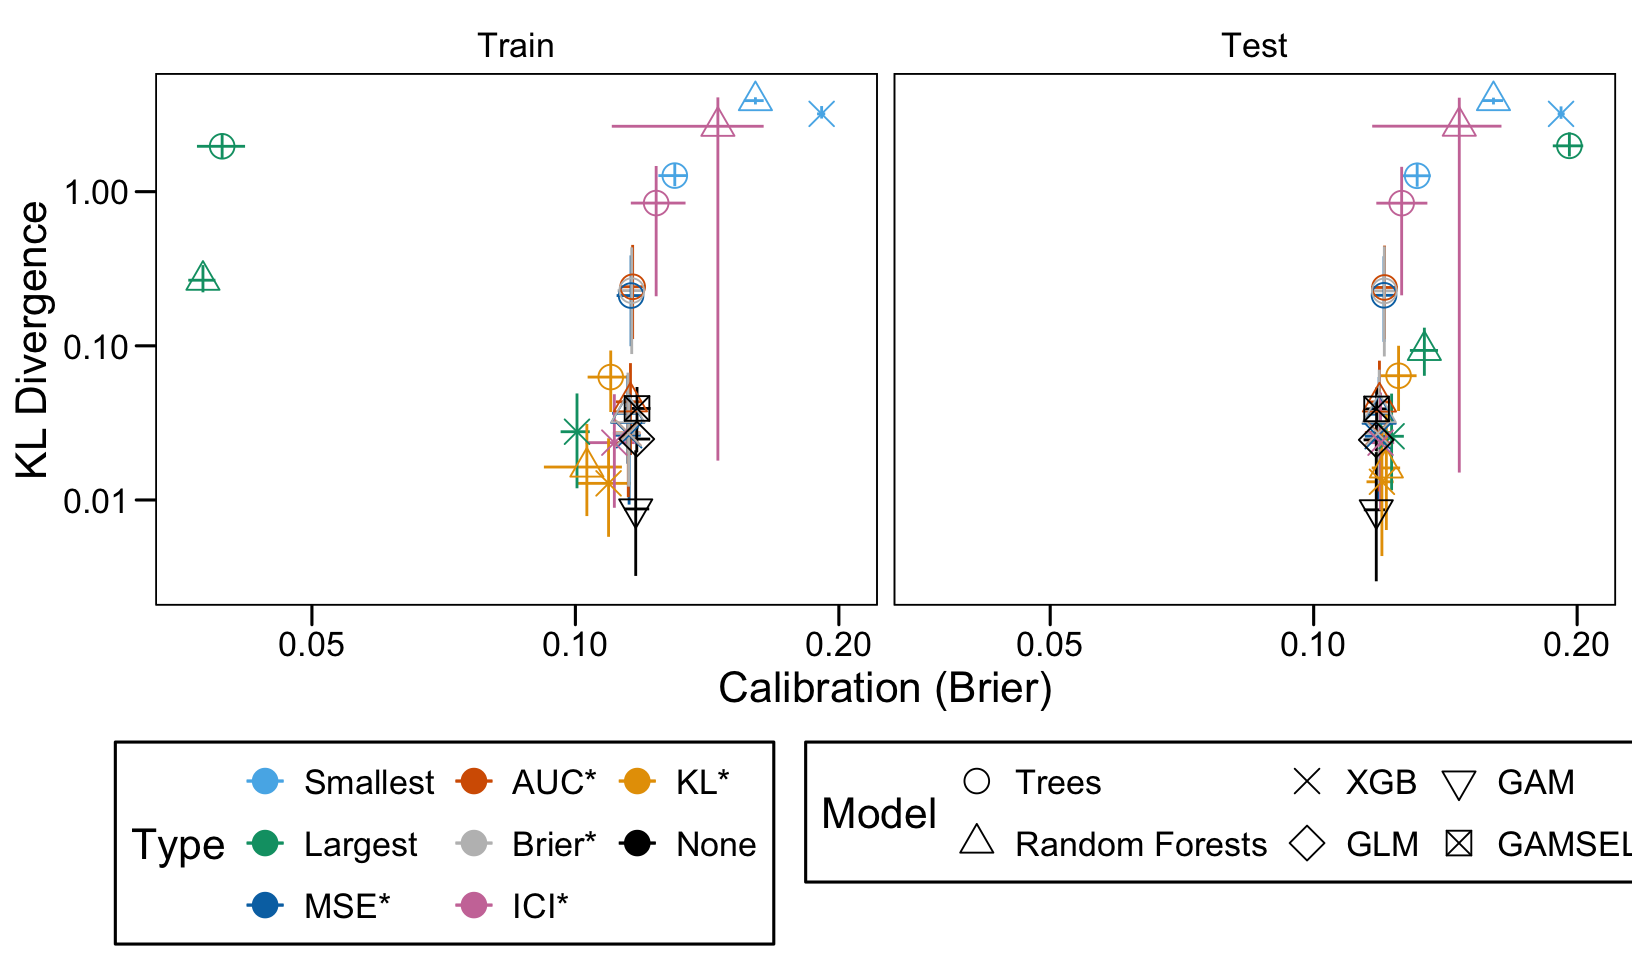 Train
Test
KL Divergence
1.00
0.10
0.01
0.05
0.10
0.20
0.05
0.10
0.20
Calibration (Brier)
Type
Smallest
AUC*
KL*
Largest
Brier*
None
MSE*
ICI*
Model
Trees
XGB
GAM
Random Forests
GLM
GAMSEL